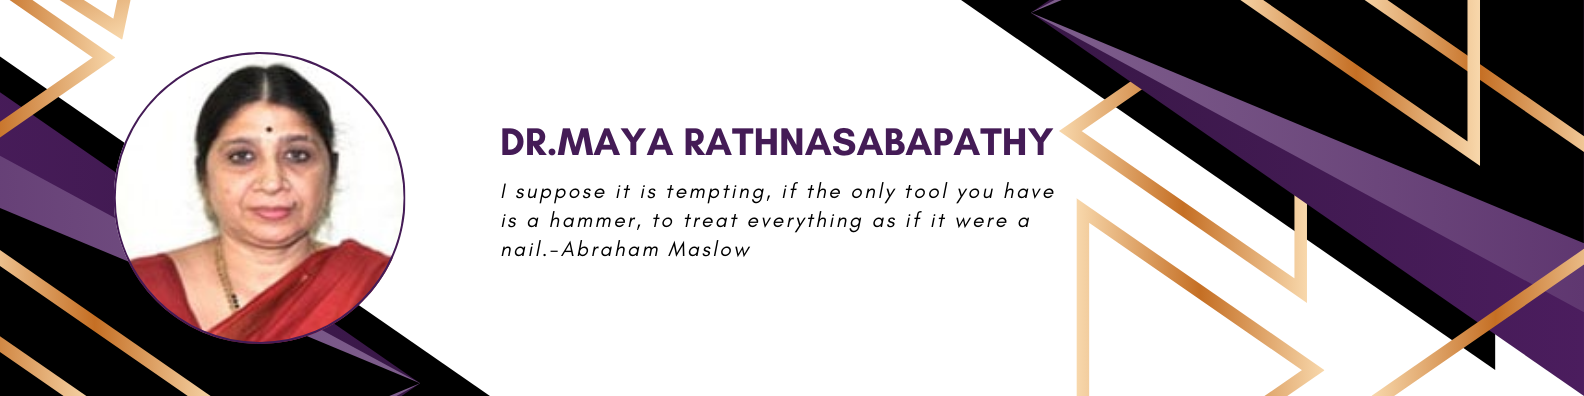 DR.MAYA RATHNASABAPATHY
I suppose it is tempting, if the only tool you have
is a hammer, to treat everything as if it were a
nail.-Abraham Maslow